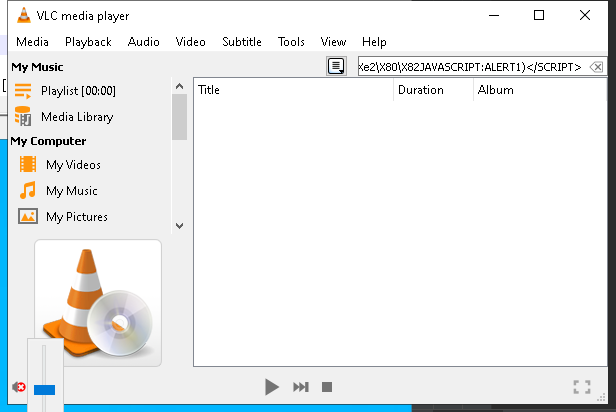 VLC media player
Media Playback Audio Video Subtitle Tools View Help
My Music
Xe2\X80\X82JAVASCRIPT:ALERT1)</SCRIPT>
Playlist [00:00]
Title Duration Album
Media Library
My Computer
My Videos
My Music
My Pictures